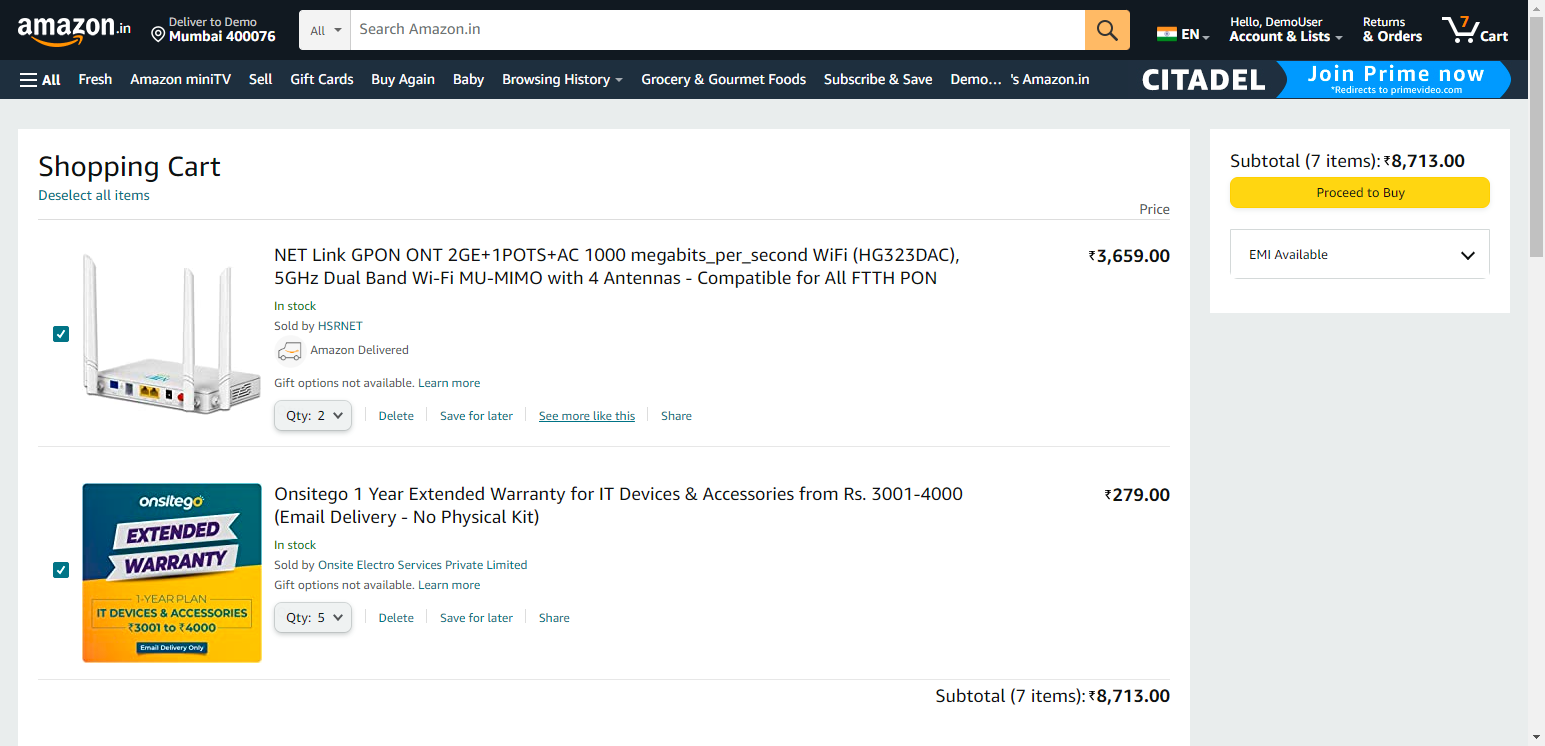 amazon.in
Deliver to Demo
Mumbai 400076
All
Search Amazon.in
EN
Hello, DemoUser
Account & Lists
Returns
& Orders
7
Cart
All
Fresh
Amazon miniTV
Sell
Gift Cards
Buy Again
Baby
Browsing History
Grocery & Gourmet Foods
Subscribe & Save
Demo... 's Amazon.in
CITADEL
Join Prime now
*Redirects to primevideo.com
Shopping Cart
Deselect all items
Price
NET Link GPON ONT 2GE+1POTS+AC 1000 megabits_per_second WiFi (HG323DAC),
5GHz Dual Band Wi-Fi MU-MIMO with 4 Antennas - Compatible for All FTTH PON
₹3,659.00
In stock
Sold by HSRNET
Amazon Delivered
Gift options not available. Learn more
Qty: 2
Delete
Save for later
See more like this
Share
onsitego
EXTENDED
WARRANTY
1-YEAR PLAN
IT DEVICES & ACCESSORIES
₹3001 to ₹4000
Email Delivery Only
Onsitego 1 Year Extended Warranty for IT Devices & Accessories from Rs. 3001-4000
(Email Delivery - No Physical Kit)
₹279.00
In stock
Sold by Onsite Electro Services Private Limited
Gift options not available. Learn more
Qty: 5
Delete
Save for later
Share
Subtotal (7 items): ₹8,713.00
Subtotal (7 items): ₹8,713.00
Proceed to Buy
EMI Available